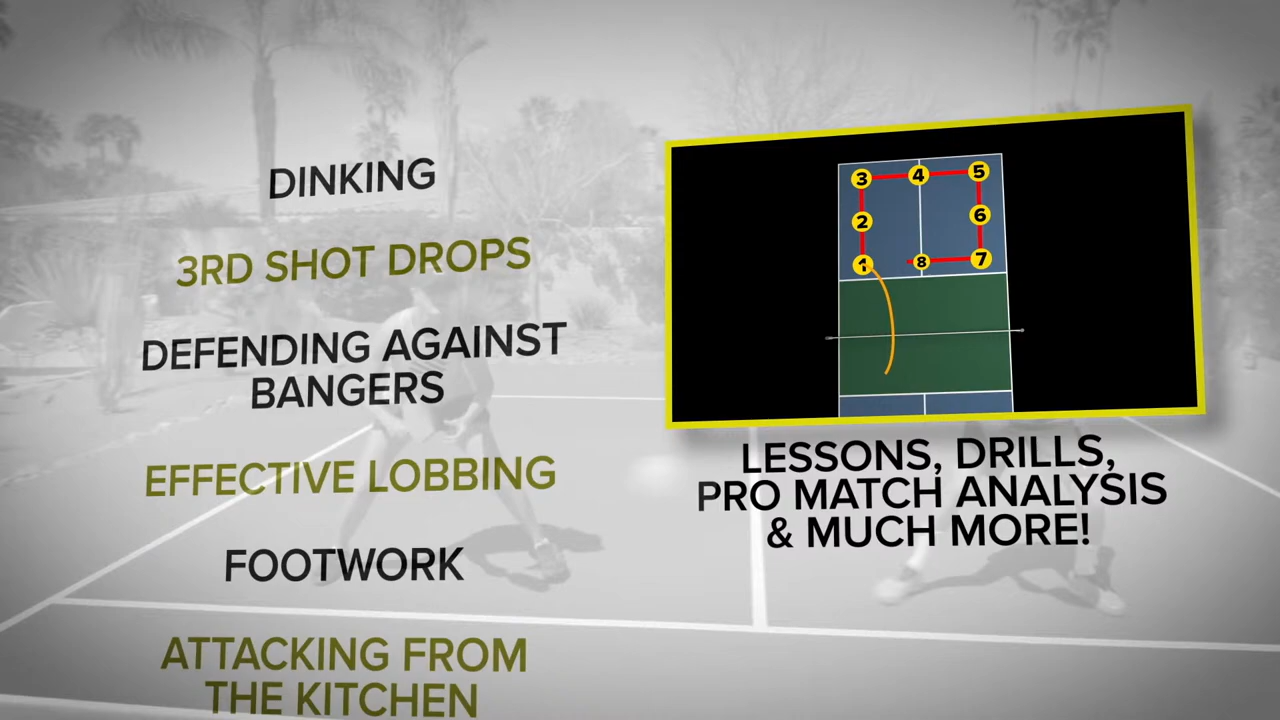 DINKING
3RD SHOT DROPS
DEFENDING AGAINST
BANGERS
EFFECTIVE LOBBING
FOOTWORK
ATTACKING FROM
THE KITCHEN
3 4 5
2 6
1 8 7
LESSONS, DRILLS,
PRO MATCH ANALYSIS
& MUCH MORE!